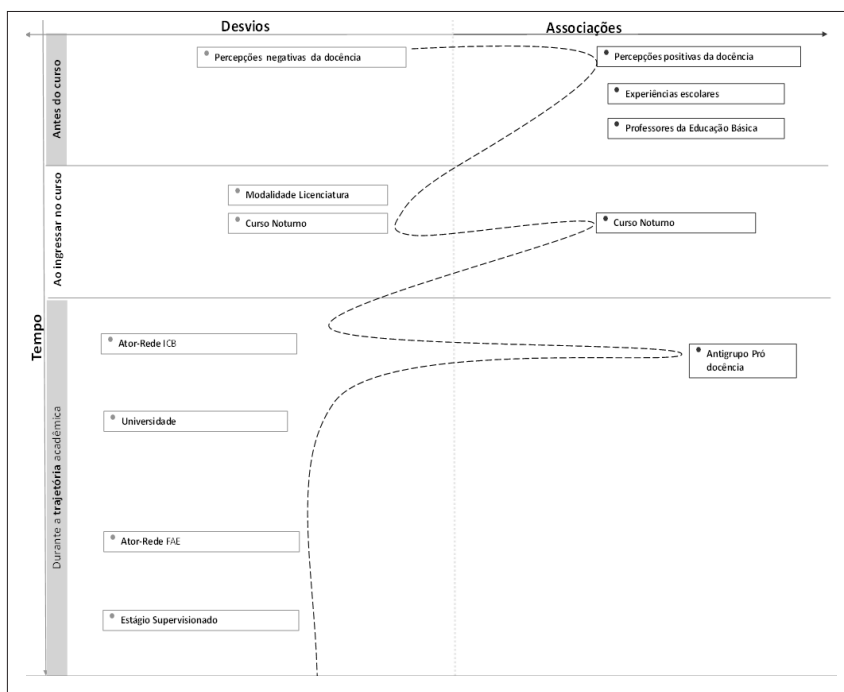 Desvios
Associações
Antes do curso
Percepções negativas da docência
Percepções positivas da docência
Experiências escolares
Professores da Educação Básica
Ao ingressar no curso
Modalidade Licenciatura
Curso Noturno
Curso Noturno
Tempo
Durante a trajetória acadêmica
Ator-Rede ICB
Antigrupo Pró
docência
Universidade
Ator-Rede FAE
Estágio Supervisionado